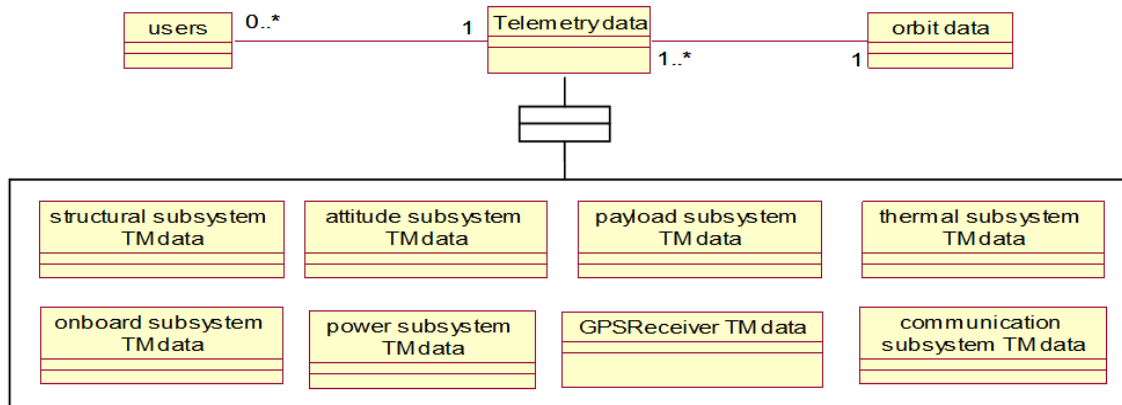 users
0..*
1
Telemetry data
1..*
1
orbit data
structural subsystem
TM data
attitude subsystem
TM data
payload subsystem
TM data
thermal subsystem
TM data
onboard subsystem
TM data
power subsystem
TM data
GPSReceiver TM data
communication
subsystem TM data